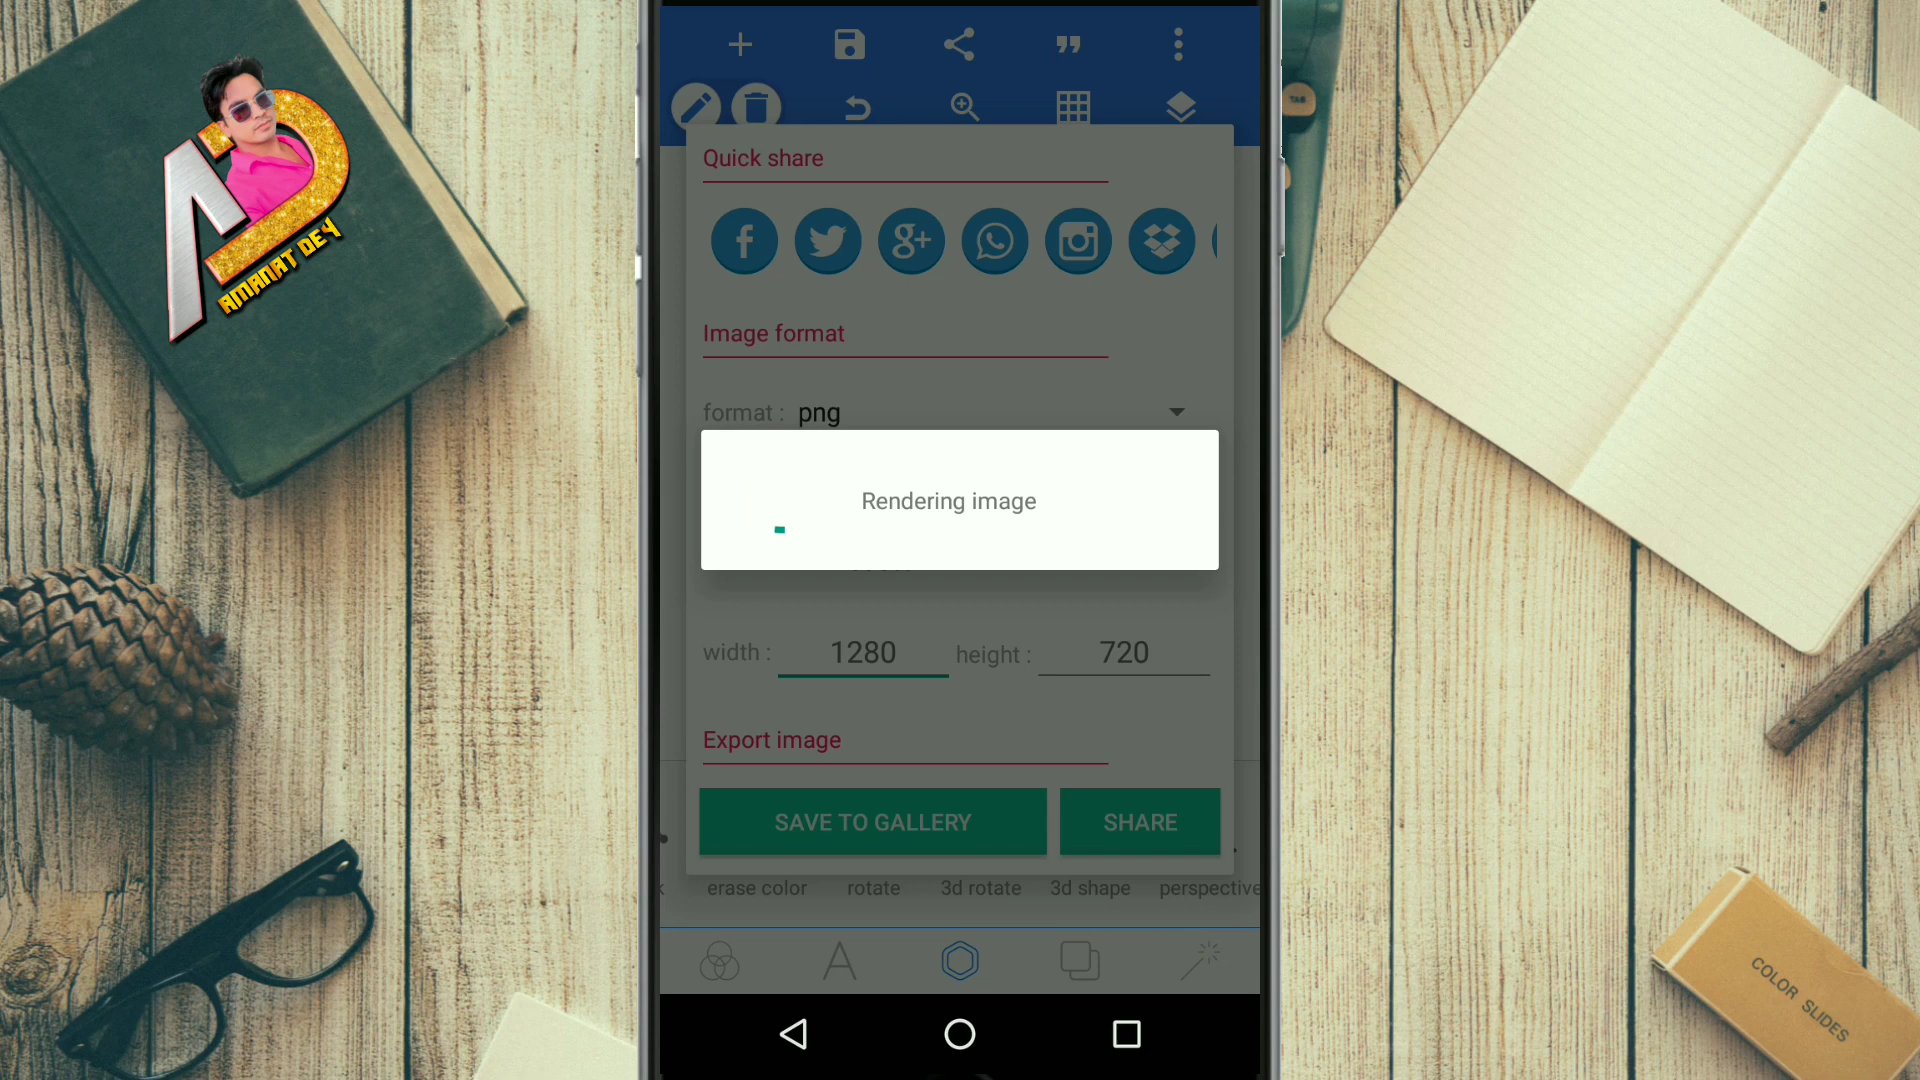 AMANAT DEY
Quick share
Image format
format : png
Rendering image
width : 1280 height : 720
Export image
SAVE TO GALLERY SHARE
erase color rotate 3d rotate 3d shape perspective
TAB
COLOR SLIDES